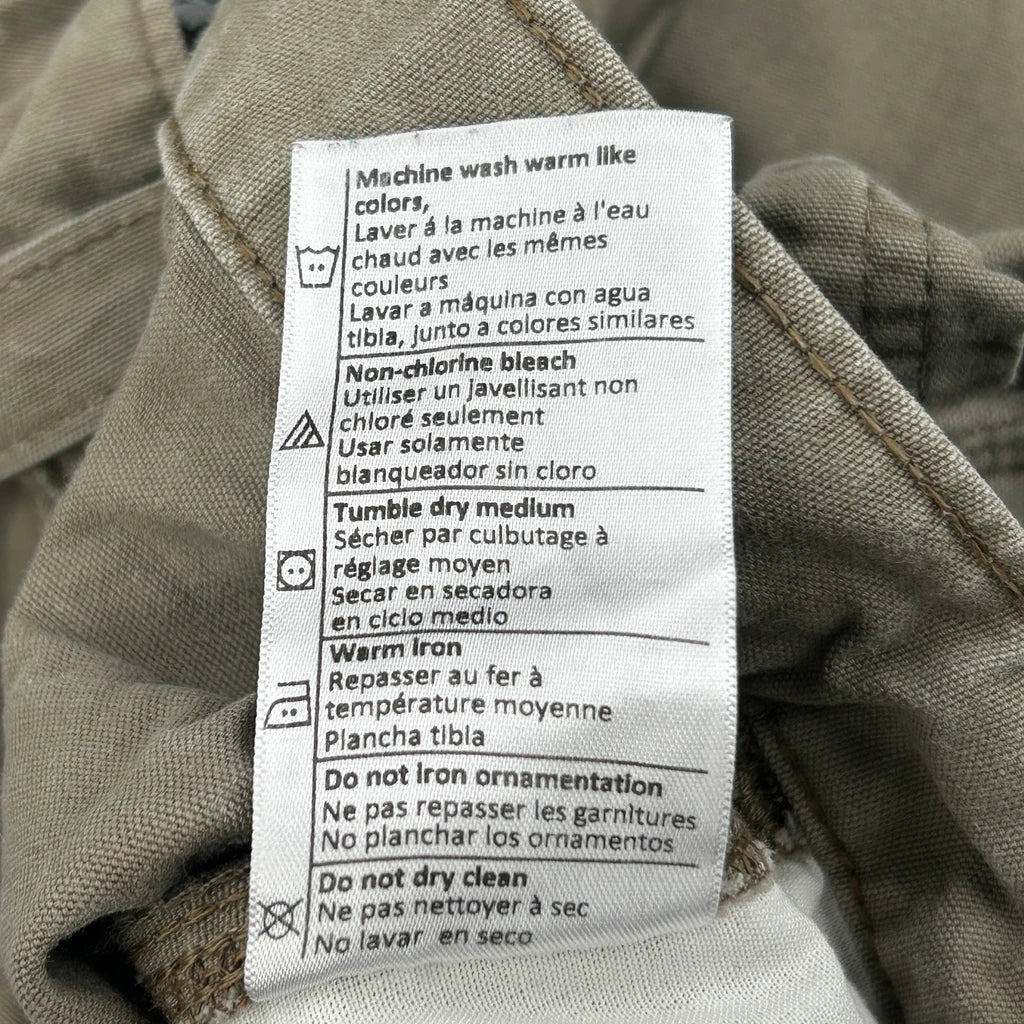 Machine wash warm like
colors,
Laver á la machine à l'eau
chaud avec les mêmes
couleurs
Lavar a máquina con agua
tibla, junto a colores similares
Non-chlorine bleach
Utiliser un javellisant non
chloré seulement
Usar solamente
blanqueador sin cloro
Tumble dry medium
Sécher par culbutage à
réglage moyen
Secar en secadora
en ciclo medio
Warm Iron
Repasser au fer à
température moyenne
Plancha tibla
Do not Iron ornamentation
Ne pas repasser les garnitures
No planchar los ornamentos
Do not dry clean
Ne pas nettoyer à sec
No lavar en seco